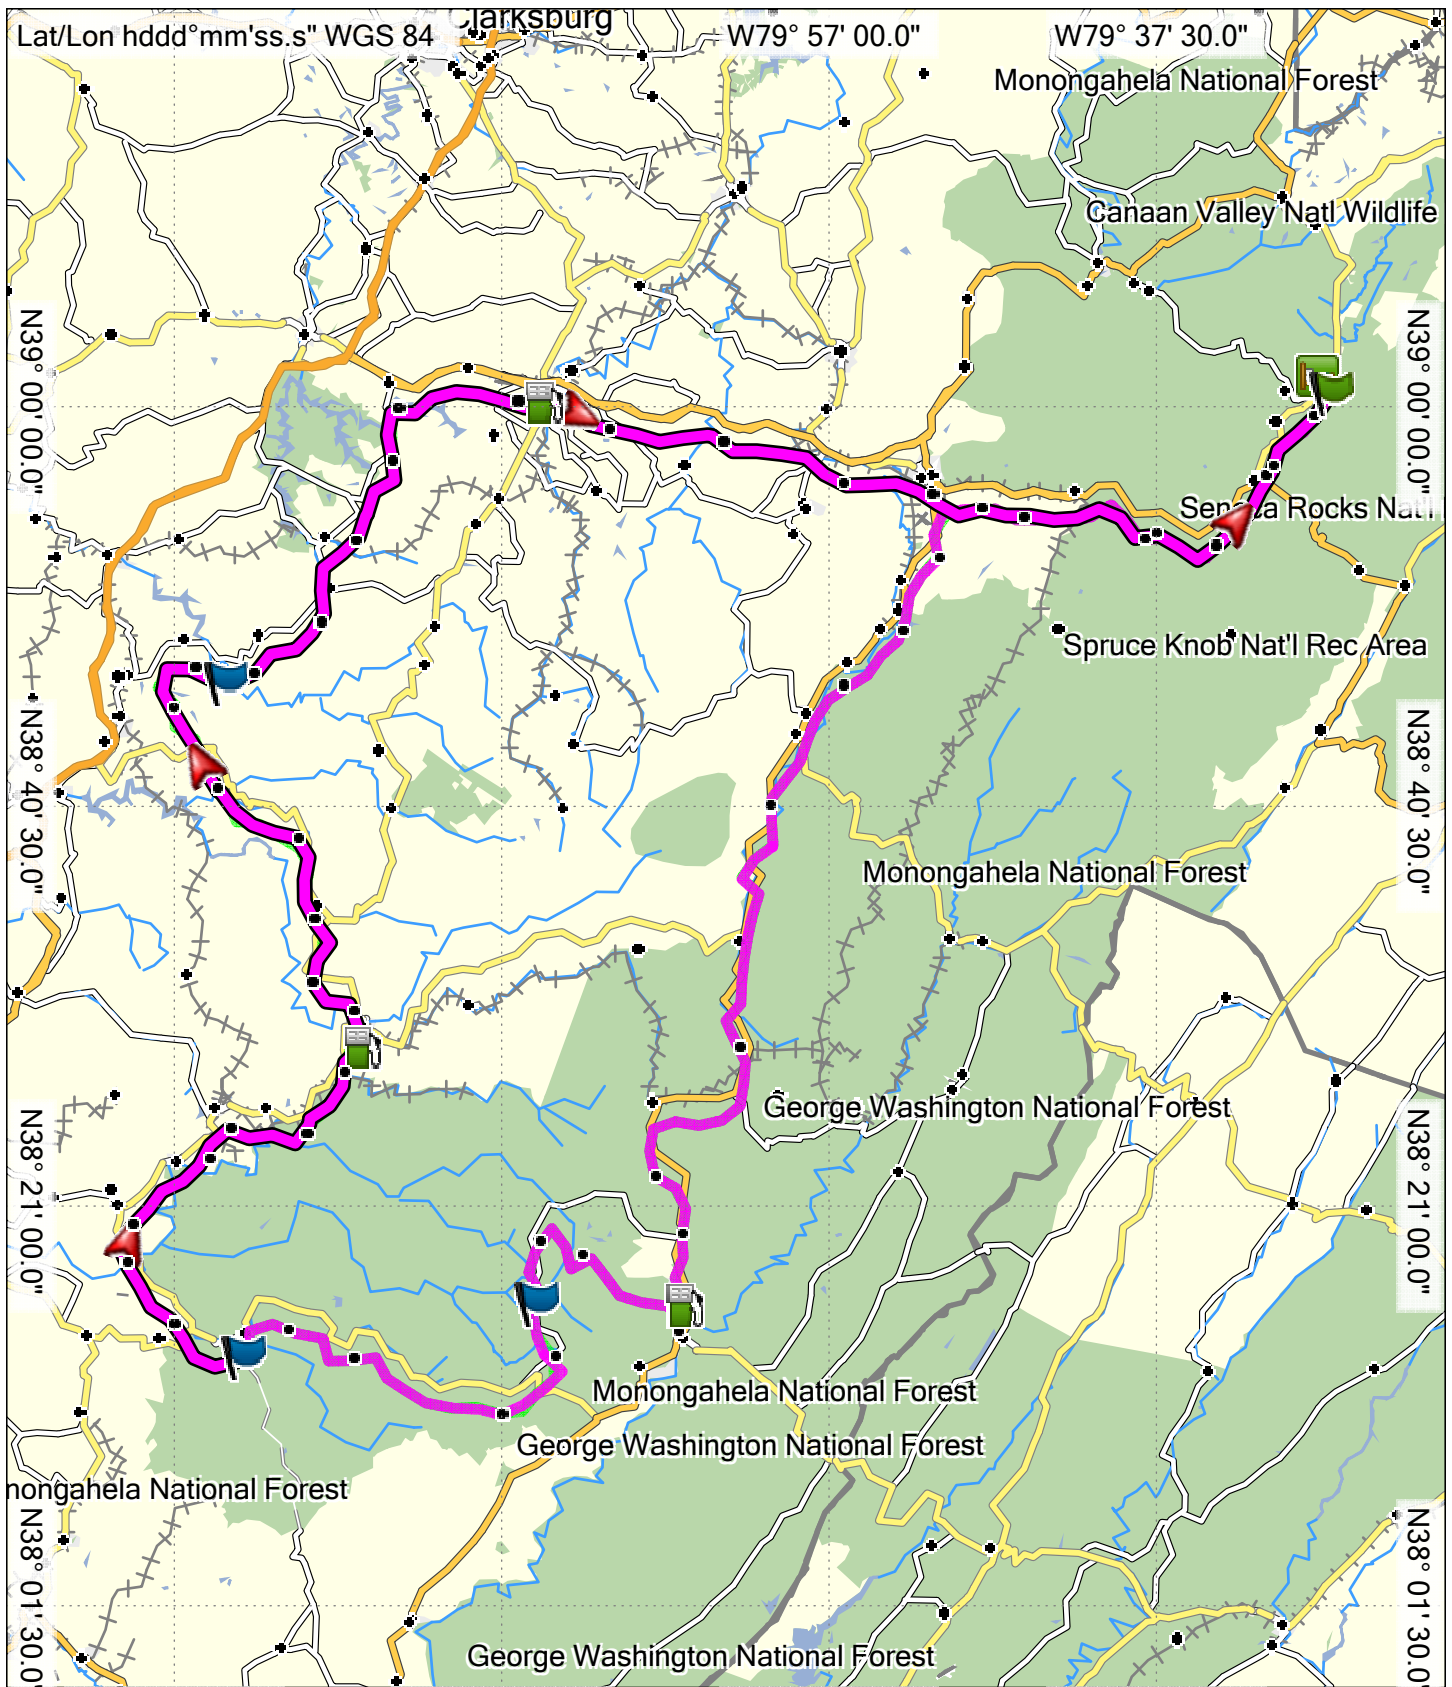 Clarksburg
Lat/Lon hddd°mm'ss.s" WGS 84
W79° 57' 00.0"
W79° 37' 30.0"
Monongahela National Forest
Canaan Valley Natl Wildlife
N39° 00' 00.0"
N39° 00' 00.0"
Seneca Rocks Nat'l
Spruce Knob Nat'l Rec Area
N38° 40' 30.0"
N38° 40' 30.0"
Monongahela National Forest
George Washington National Forest
N38° 21' 00.0"
N38° 21' 00.0"
Monongahela National Forest
George Washington National Forest
nongahela National Forest
N38° 01' 30.0"
N38° 01' 30.0"
George Washington National Forest